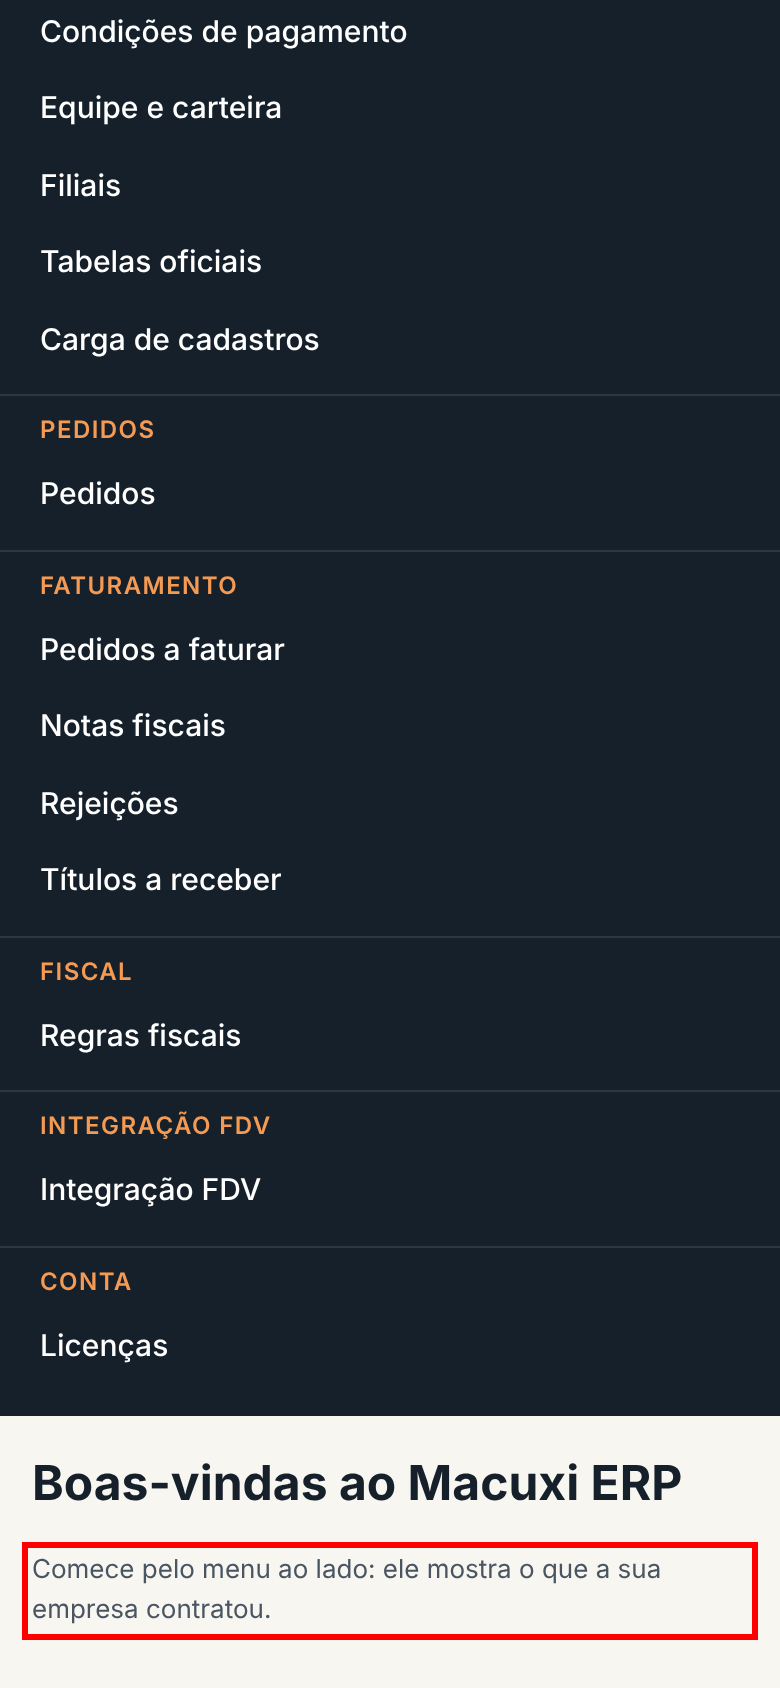 Condições de pagamento
Equipe e carteira
Filiais
Tabelas oficiais
Carga de cadastros
PEDIDOS
Pedidos
FATURAMENTO
Pedidos a faturar
Notas fiscais
Rejeições
Títulos a receber
FISCAL
Regras fiscais
INTEGRAÇÃO FDV
Integração FDV
CONTA
Licenças
Boas-vindas ao Macuxi ERP
Comece pelo menu ao lado: ele mostra o que a sua
empresa contratou.